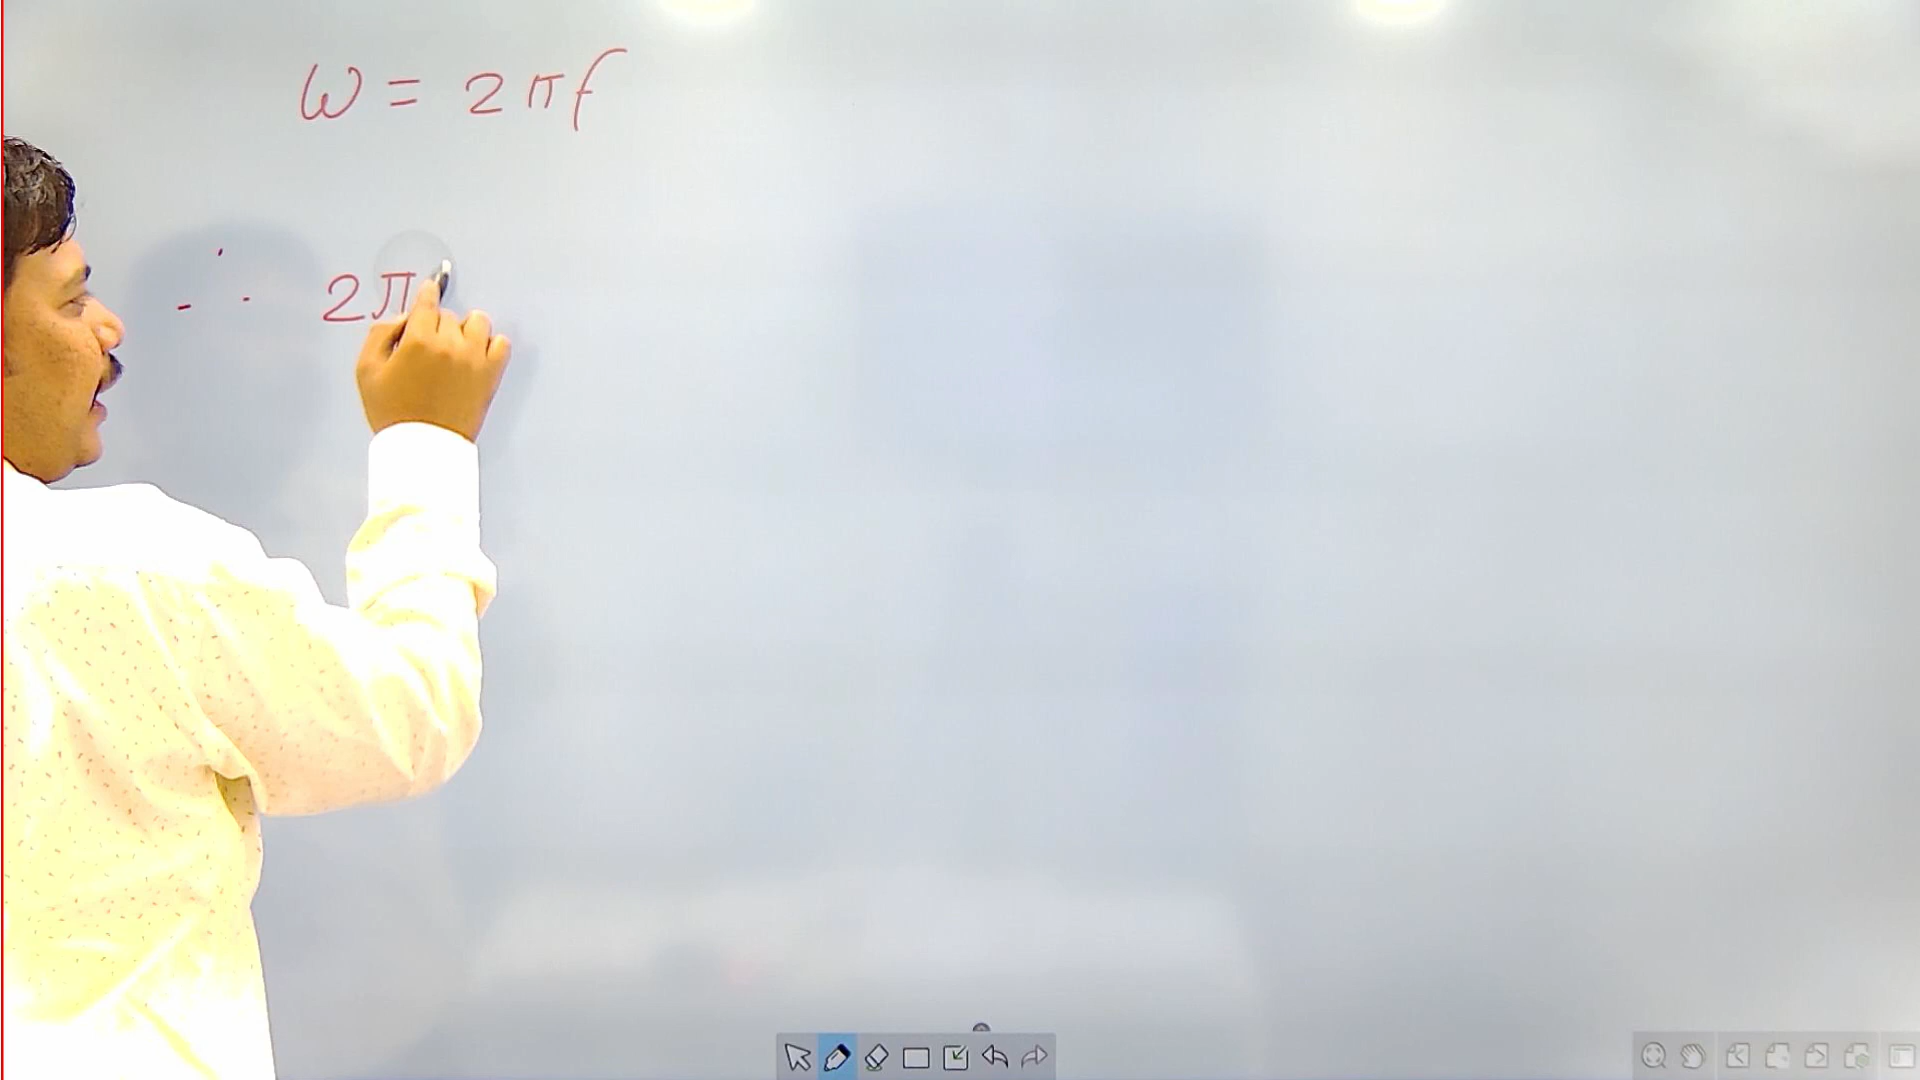 ω = 2πf
∴ 2π